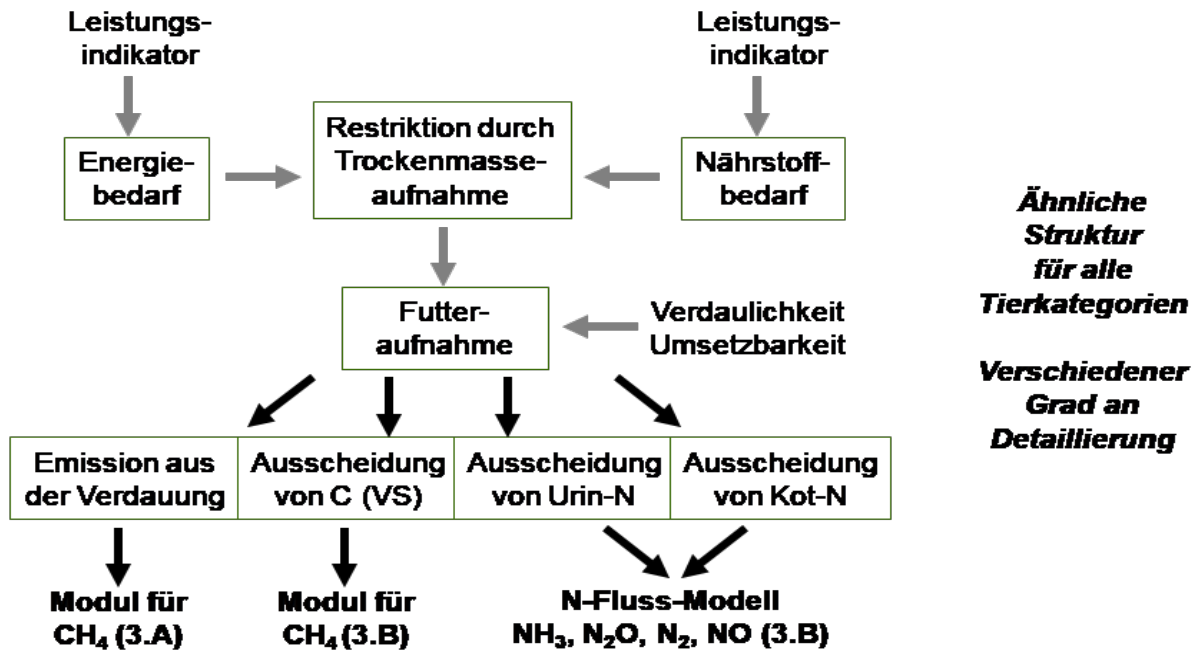 Leistungs-
indikator
Leistungs-
indikator
Energie-
bedarf
Restriktion durch
Trockenmasse-
aufnahme
Nährstoff-
bedarf
Futter-
aufnahme
Verdaulichkeit
Umsetzbarkeit
Ähnliche
Struktur
für alle
Tierkategorien
Verschiedener
Grad an
Detaillierung
Emission aus
der Verdauung
Ausscheidung
von C (VS)
Ausscheidung
von Urin-N
Ausscheidung
von Kot-N
Modul für
CH₄ (3.A)
Modul für
CH₄ (3.B)
N-Fluss-Modell
NH₃, N₂O, N₂, NO (3.B)